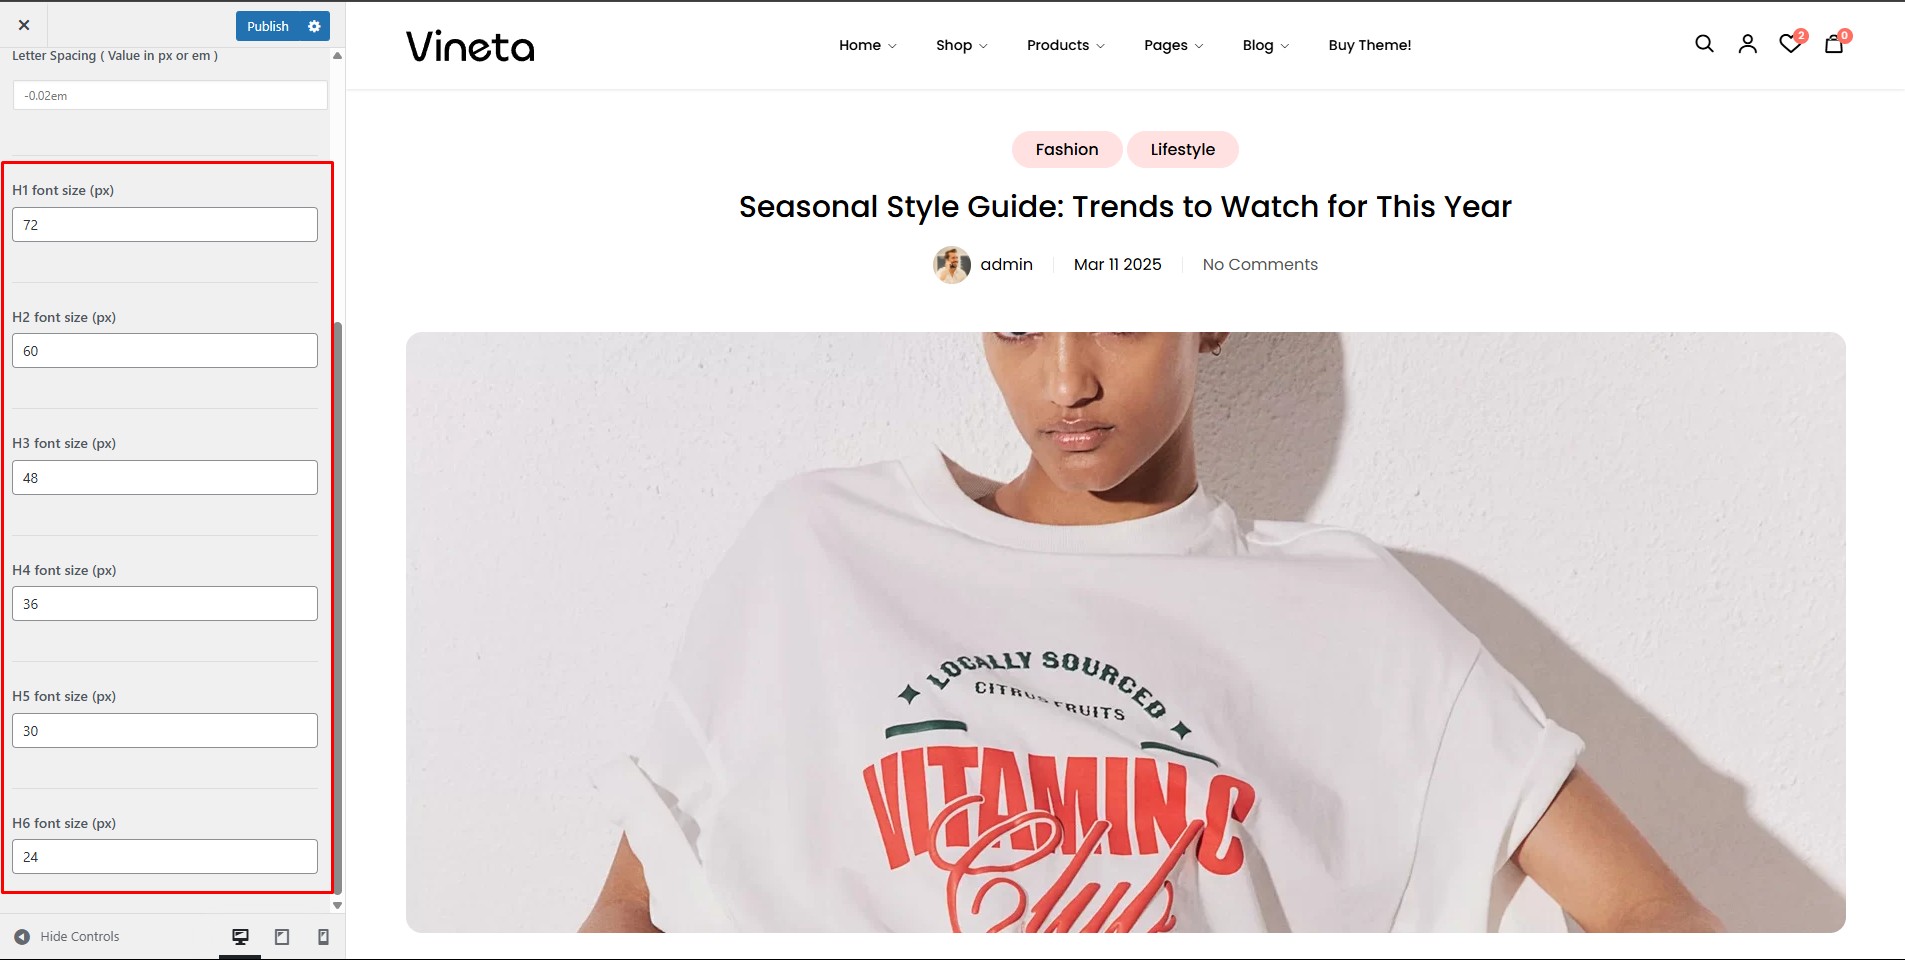 Publish
Letter Spacing ( Value in px or em )
-0.02em
H1 font size (px)
72
H2 font size (px)
60
H3 font size (px)
48
H4 font size (px)
36
H5 font size (px)
30
H6 font size (px)
24
Hide Controls
Vineta
Home Shop Products Pages Blog Buy Theme!
2 0
Fashion Lifestyle
Seasonal Style Guide: Trends to Watch for This Year
admin Mar 11 2025 No Comments
LOCALLY SOURCED
CITRUS FRUITS
VITAMIN C
Club